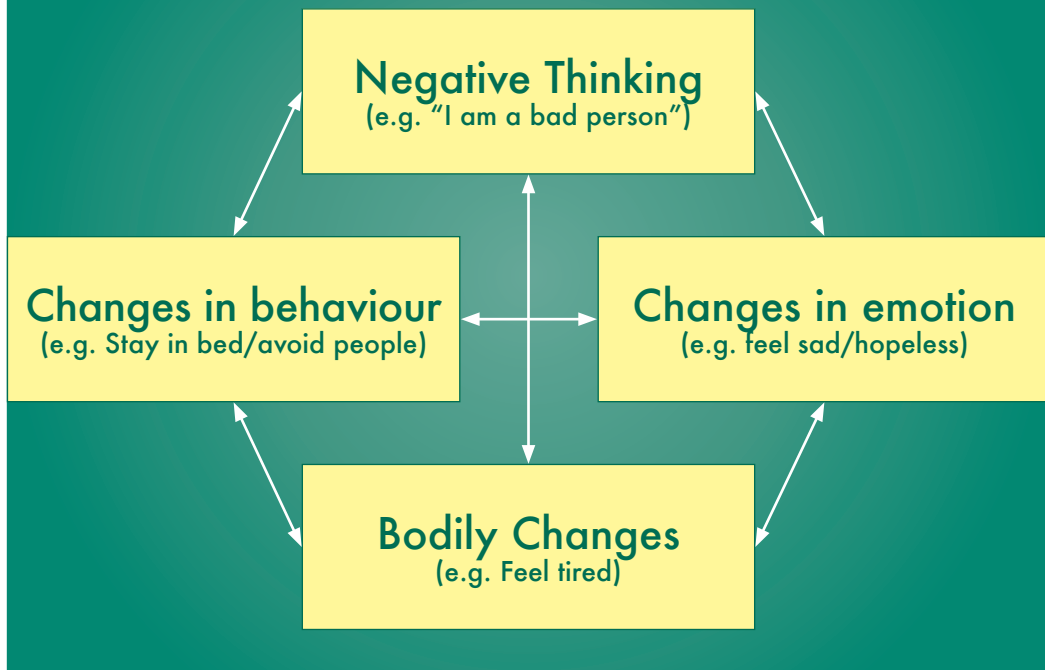 Negative Thinking
(e.g. “I am a bad person”)
Changes in behaviour
(e.g. Stay in bed/avoid people)
Changes in emotion
(e.g. feel sad/hopeless)
Bodily Changes
(e.g. Feel tired)